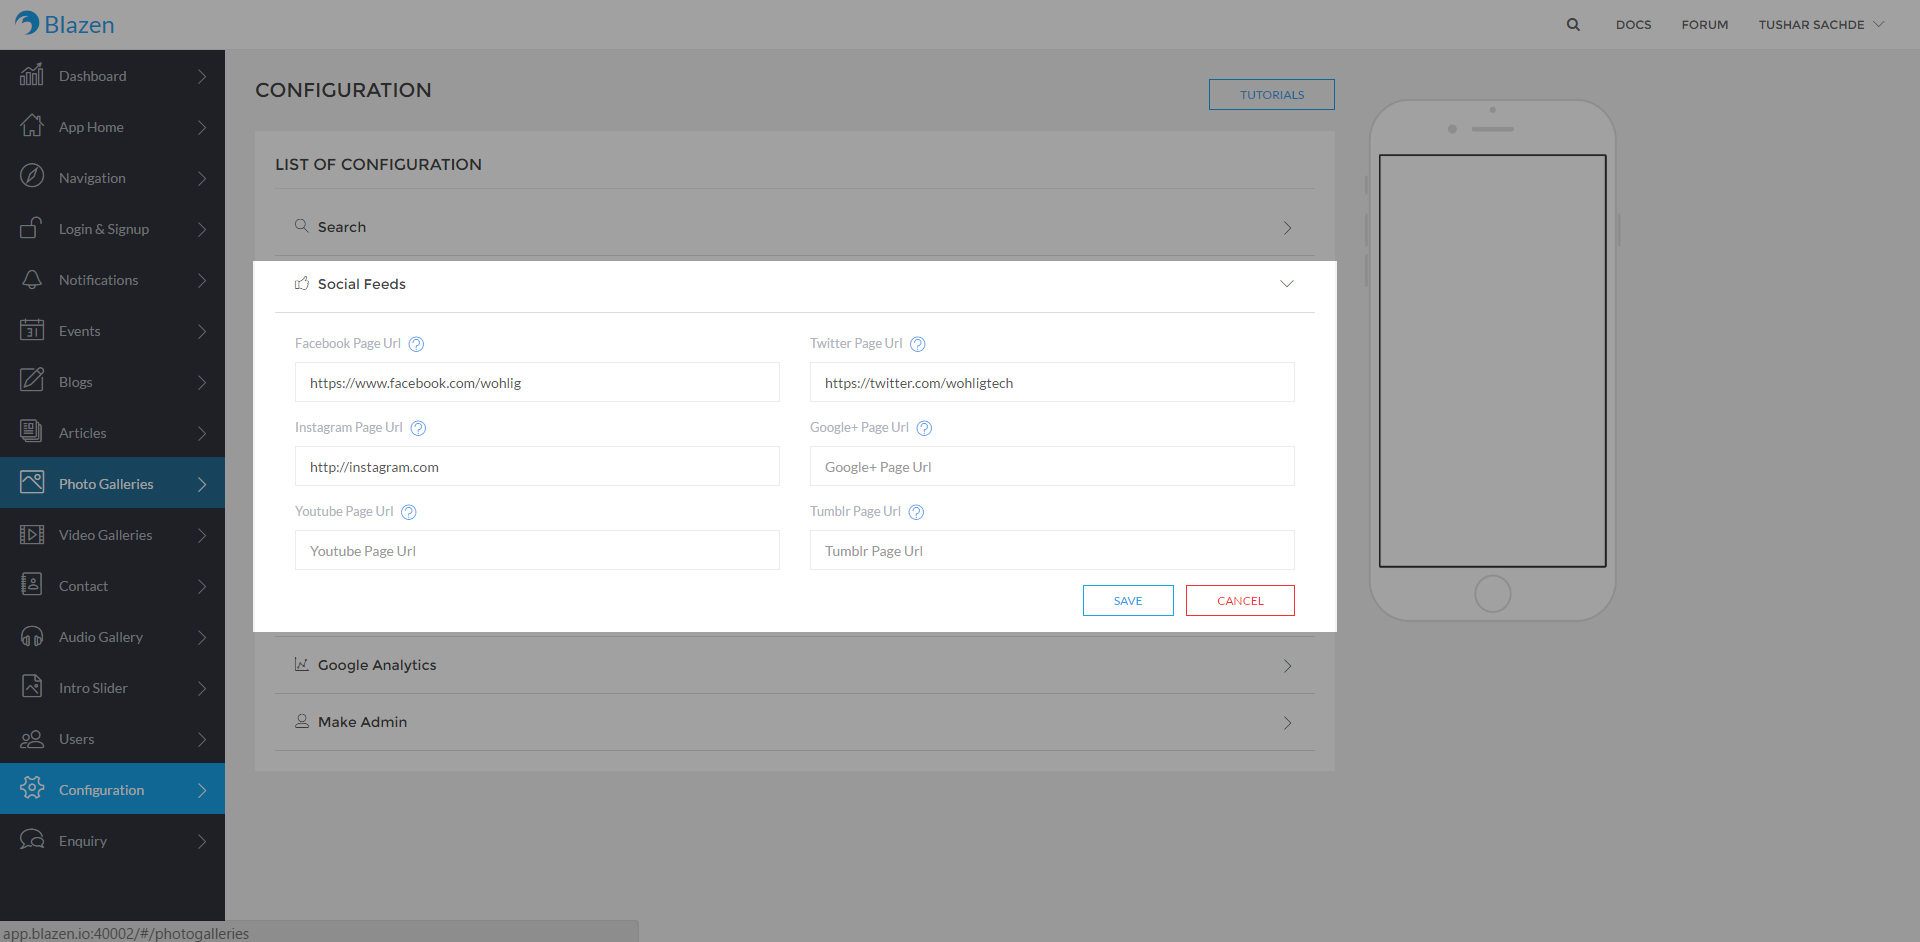 Blazen
DOCS
FORUM
TUSHAR SACHDE
Dashboard
App Home
Navigation
Login & Signup
Notifications
31
Events
Blogs
Articles
Photo Galleries
Video Galleries
Contact
Audio Gallery
Intro Slider
Users
Configuration
Enquiry
CONFIGURATION
TUTORIALS
LIST OF CONFIGURATION
Search
Social Feeds
Facebook Page Url ?
Twitter Page Url ?
https://www.facebook.com/wohlig
https://twitter.com/wohligtech
Instagram Page Url ?
Google+ Page Url ?
http://instagram.com
Google+ Page Url
Youtube Page Url ?
Tumblr Page Url ?
Youtube Page Url
Tumblr Page Url
SAVE
CANCEL
Google Analytics
Make Admin
app.blazen.io:40002/#/photogalleries